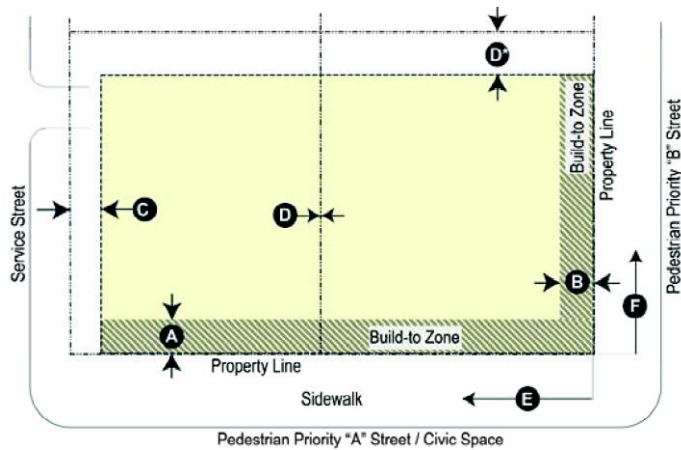 D*
Build-to Zone
Property Line
Pedestrian Priority "B" Street
Service Street
C
D
B
F
A
Build-to Zone
Property Line
Sidewalk
E
Pedestrian Priority "A" Street / Civic Space